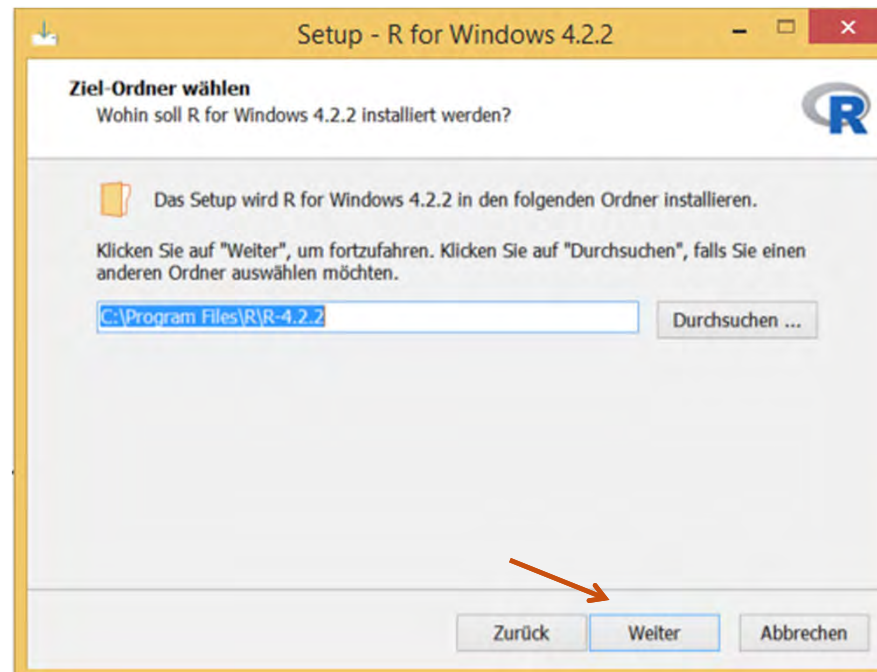 Setup - R for Windows 4.2.2
Ziel-Ordner wählen
Wohin soll R for Windows 4.2.2 installiert werden?
R
Das Setup wird R for Windows 4.2.2 in den folgenden Ordner installieren.
Klicken Sie auf "Weiter", um fortzufahren. Klicken Sie auf "Durchsuchen", falls Sie einen
anderen Ordner auswählen möchten.
C:\Program Files\R\R-4.2.2
Durchsuchen ...
Zurück
Weiter
Abbrechen